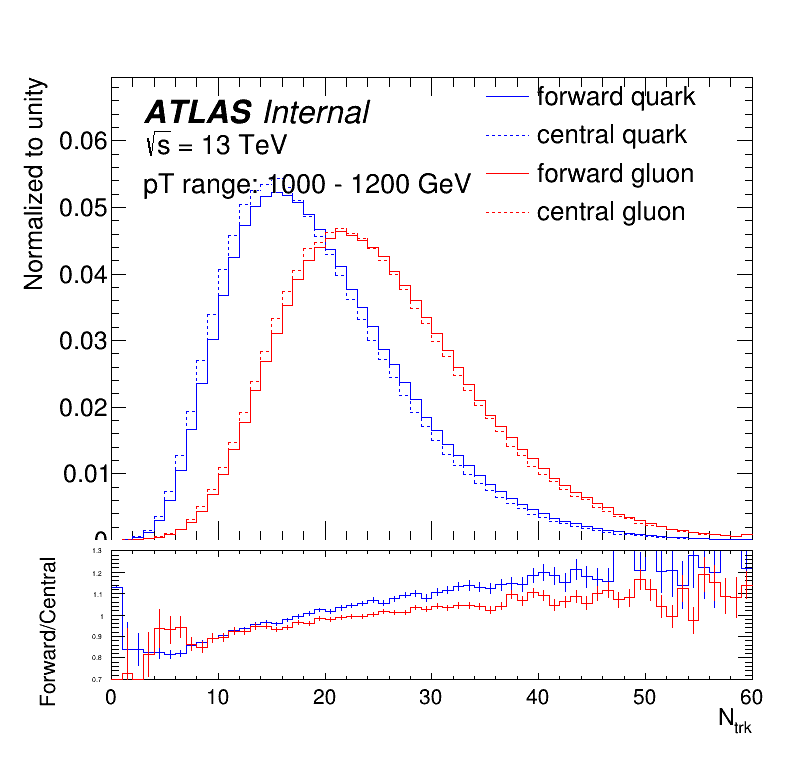 Normalized to unity
ATLAS Internal
√s = 13 TeV
pT range: 1000 - 1200 GeV
forward quark
central quark
forward gluon
central gluon
0.06
0.05
0.04
0.03
0.02
0.01
0
Forward/Central
1.3
1.2
1.1
1
0.9
0.8
0.7
0 10 20 30 40 50 60
N_trk